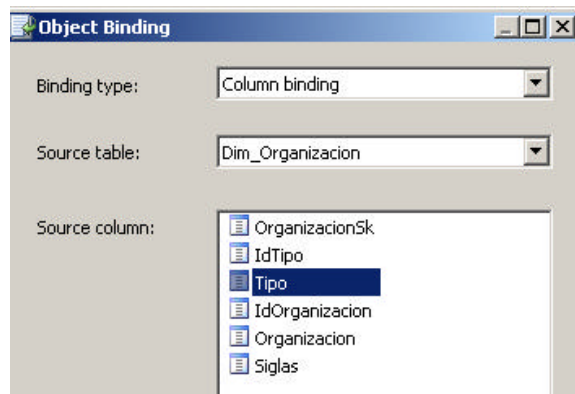 Object Binding
Binding type: Column binding
Source table: Dim_Organizacion
Source column: OrganizacionSk
IdTipo
Tipo
IdOrganizacion
Organizacion
Siglas